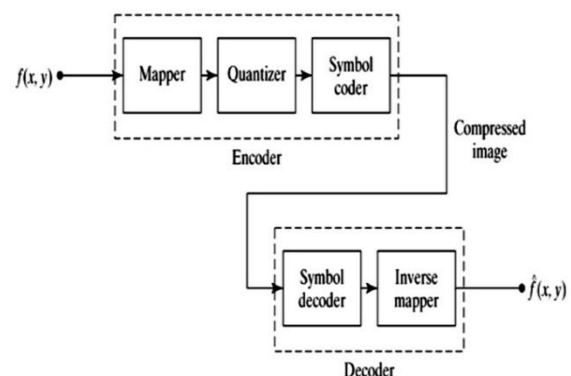 f(x, y)
Mapper
Quantizer
Symbol
coder
Encoder
Compressed
image
Symbol
decoder
Inverse
mapper
f̂(x, y)
Decoder